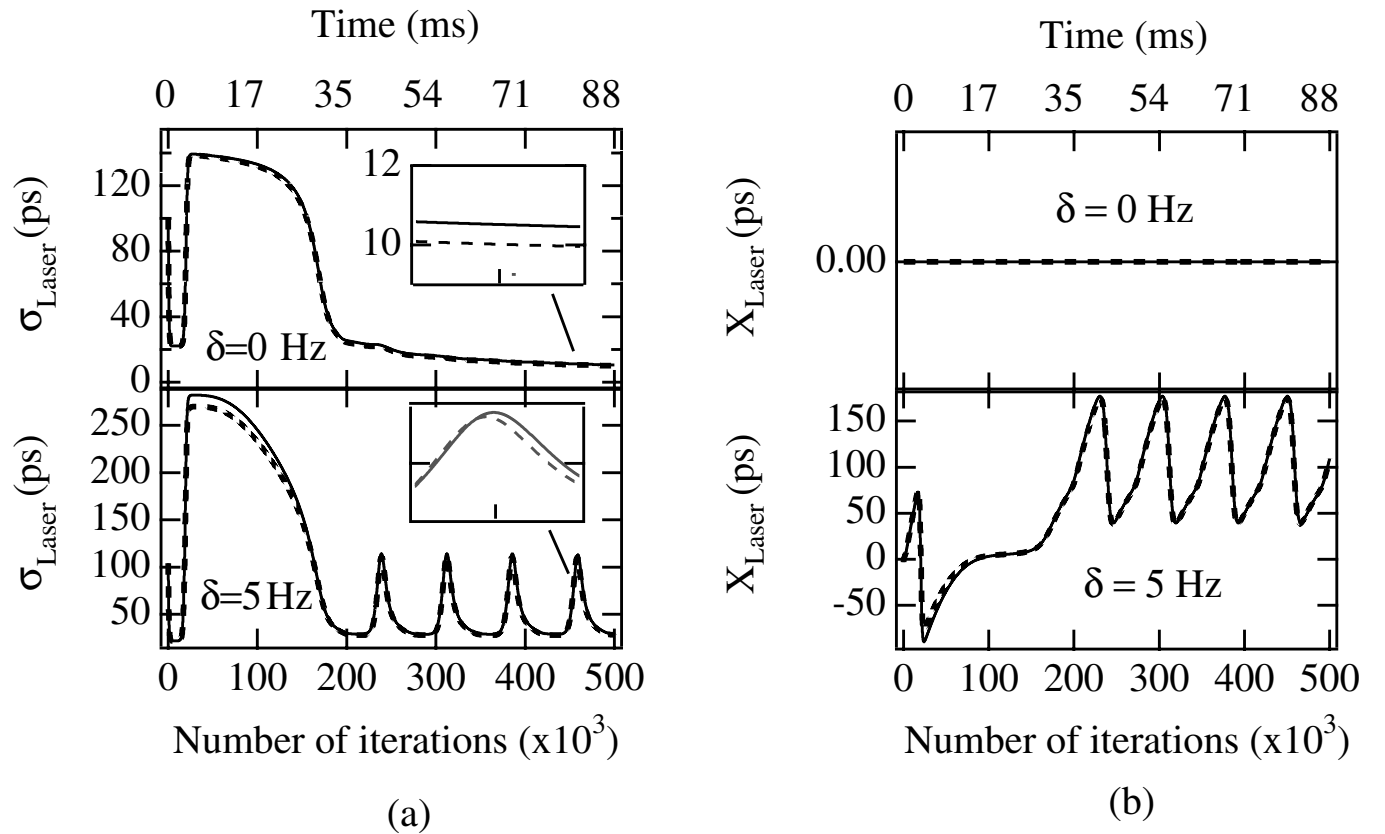 Time (ms)
0 17 35 54 71 88
σLaser(ps)
120
80
40
0
12
10
δ=0 Hz
σLaser(ps)
250
200
150
100
50
δ=5 Hz
0 100 200 300 400 500
Number of iterations (x10³)
(a)
Time (ms)
0 17 35 54 71 88
XLaser(ps)
0.00
δ = 0 Hz
XLaser(ps)
150
100
50
0
-50
δ = 5 Hz
0 100 200 300 400 500
Number of iterations (x10³)
(b)